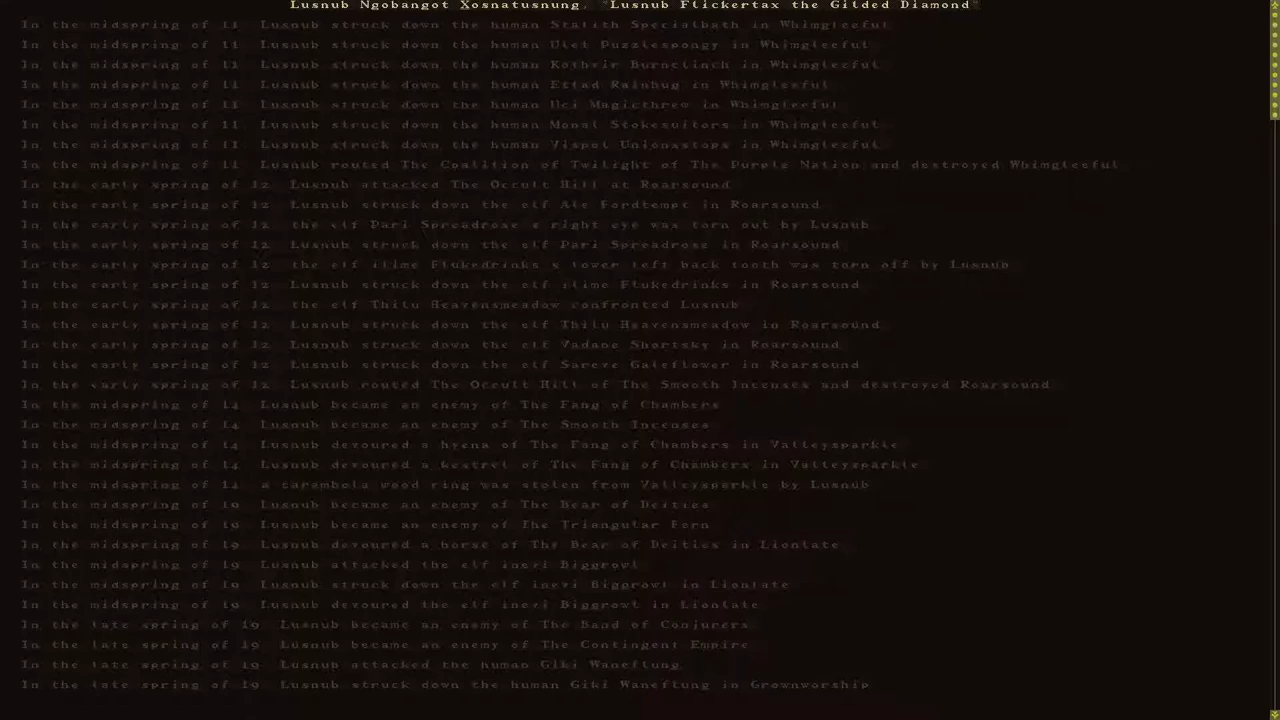 Lusnub Ngobangot Xosnatusnung, "Lusnub Flickertax the Gilded Diamond"
In the midspring of 11, Lusnub struck down the human Stalith Specialbath in Whimgleeful
In the midspring of 11, Lusnub struck down the human Ulet Puzzlespongy in Whimgleeful
In the midspring of 11, Lusnub struck down the human Kothvir Burnclinch in Whimgleeful
In the midspring of 11, Lusnub struck down the human Ettad Rainhug in Whimgleeful
In the midspring of 11, Lusnub struck down the human Uci Magicthrew in Whimgleeful
In the midspring of 11, Lusnub struck down the human Monal Stokesuitors in Whimgleeful
In the midspring of 11, Lusnub struck down the human Vispol Unionxstops in Whimgleeful
In the midspring of 11, Lusnub routed The Coalition of Twilight of The Purple Nation and destroyed Whimgleeful
In the early spring of 12, Lusnub attacked The Occult Hill at Roarsound
In the early spring of 12, Lusnub struck down the elf Ale Fordtempt in Roarsound
In the early spring of 12, the elf Pari Spreadrose's right eye was torn out by Lusnub
In the early spring of 12, Lusnub struck down the elf Pari Spreadrose in Roarsound
In the early spring of 12, the elf Flukedrinks's lower left back tooth was torn off by Lusnub
In the early spring of 12, Lusnub struck down the elf Flukedrinks in Roarsound
In the early spring of 12, the elf Thilu Heavensmeadow confronted Lusnub
In the early spring of 12, Lusnub struck down the elf Thilu Heavensmeadow in Roarsound
In the early spring of 12, Lusnub struck down the elf Vadane Shortsky in Roarsound
In the early spring of 12, Lusnub struck down the elf Sareve Gateflower in Roarsound
In the early spring of 12, Lusnub routed The Occult Hill of The Smooth Incenses and destroyed Roarsound
In the midspring of 14, Lusnub became an enemy of The Fang of Chambers
In the midspring of 14, Lusnub became an enemy of The Smooth Incenses
In the midspring of 14, Lusnub devoured a hyena of The Fang of Chambers in Valleysparkle
In the midspring of 14, Lusnub devoured a kestrel of The Fang of Chambers in Valleysparkle
In the midspring of 14, a carambola wood ring was stolen from Valleysparkle by Lusnub
In the midspring of 19, Lusnub became an enemy of The Bear of Deities
In the midspring of 19, Lusnub became an enemy of The Triangular Fern
In the midspring of 19, Lusnub devoured a horse of The Bear of Deities in Lionlate
In the midspring of 19, Lusnub attacked the elf Biggrowl
In the midspring of 19, Lusnub struck down the elf Biggrowl in Lionlate
In the midspring of 19, Lusnub devoured the elf Biggrowl in Lionlate
In the late spring of 19, Lusnub became an enemy of The Band of Conjurers
In the late spring of 19, Lusnub became an enemy of The Contingent Empire
In the late spring of 19, Lusnub attacked the human Giki Waneflung
In the late spring of 19, Lusnub struck down the human Giki Waneflung in Grownworship